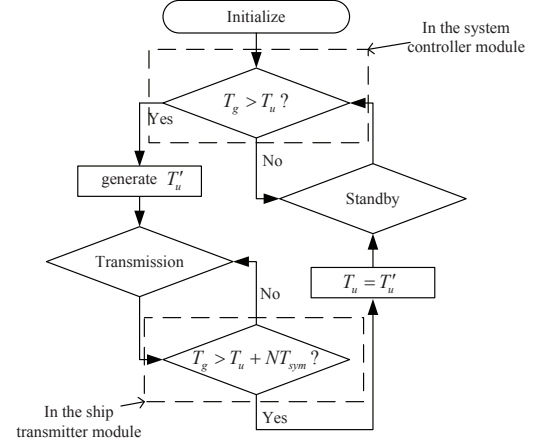 Initialize
In the system
controller module
T_g > T_u ?
Yes
No
generate T'_u
Standby
Transmission
T_u = T'_u
No
T_g > T_u + NT_sym ?
In the ship
transmitter module
Yes